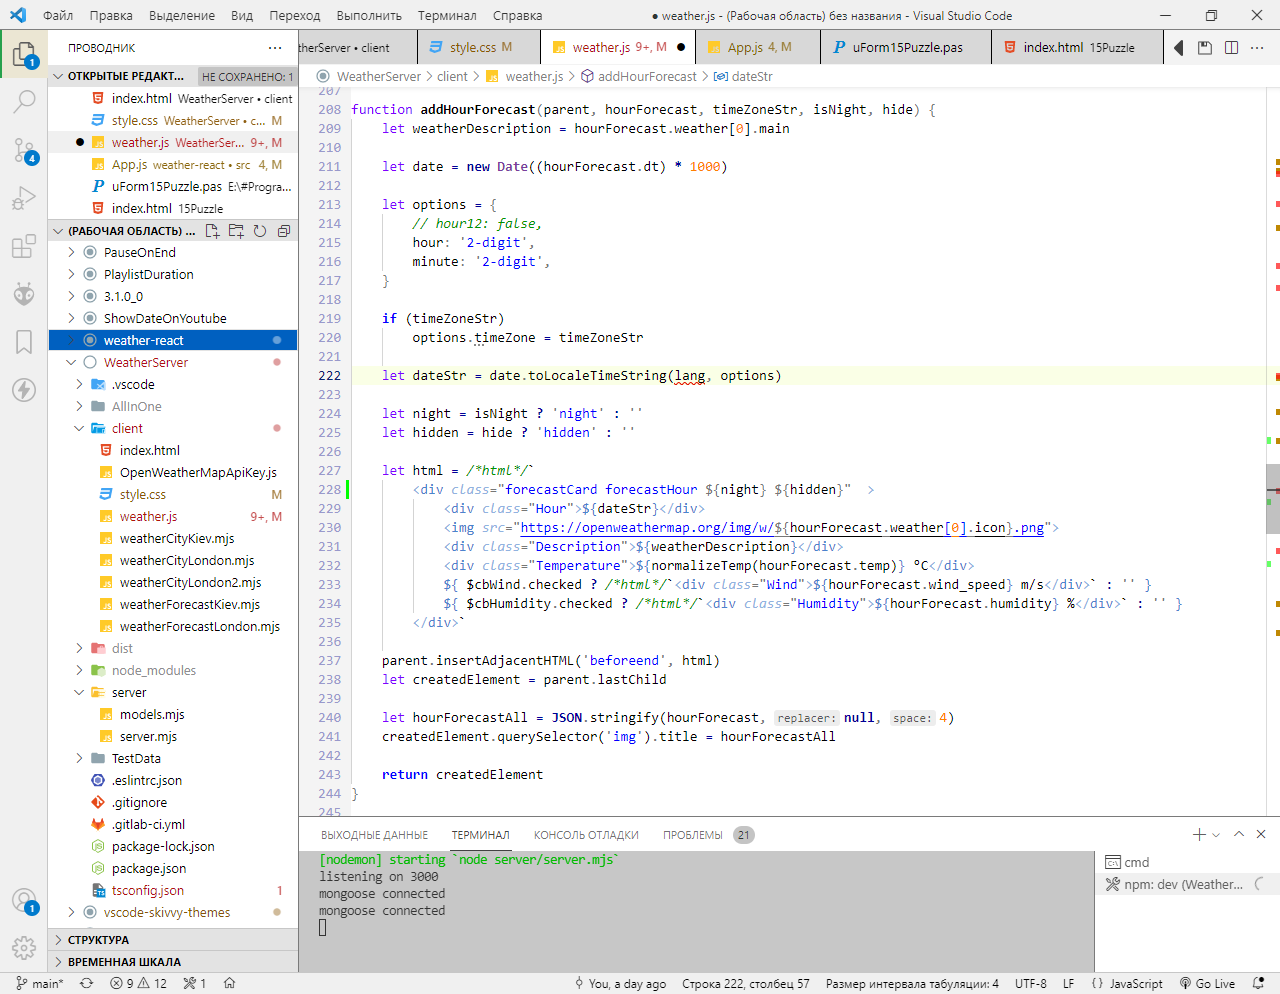 Файл Правка Выделение Вид Переход Выполнить Терминал Справка ● weather.js - (Рабочая область) без названия - Visual Studio Code
ПРОВОДНИК ···
ОТКРЫТЫЕ РЕДАКТ... НЕ СОХРАНЕНО: 1
index.html WeatherServer • client
style.css WeatherServer • c... M
weather.js WeatherSer... 9+, M
App.js weather-react • src 4, M
uForm15Puzzle.pas E:\#Progra...
index.html 15Puzzle
(РАБОЧАЯ ОБЛАСТЬ) ...
PauseOnEnd
PlaylistDuration
3.1.0_0
ShowDateOnYoutube
weather-react
WeatherServer
.vscode
AllInOne
client
index.html
OpenWeatherMapApiKey.js
style.css M
weather.js 9+, M
weatherCityKiev.mjs
weatherCityLondon.mjs
weatherCityLondon2.mjs
weatherForecastKiev.mjs
weatherForecastLondon.mjs
dist
node_modules
server
models.mjs
server.mjs
TestData
.eslintrc.json
.gitignore
.gitlab-ci.yml
package-lock.json
package.json
tsconfig.json 1
vscode-skivvy-themes
СТРУКТУРА
ВРЕМЕННАЯ ШКАЛА
1
4
1
therServer • client style.css M weather.js 9+, M ● App.js 4, M uForm15Puzzle.pas index.html 15Puzzle ···
WeatherServer > client > weather.js > addHourForecast > dateStr
207
208 function addHourForecast(parent, hourForecast, timeZoneStr, isNight, hide) {
209 let weatherDescription = hourForecast.weather[0].main
210
211 let date = new Date((hourForecast.dt) * 1000)
212
213 let options = {
214 // hour12: false,
215 hour: '2-digit',
216 minute: '2-digit',
217 }
218
219 if (timeZoneStr)
220 options.timeZone = timeZoneStr
221
222 let dateStr = date.toLocaleTimeString(lang, options)
223
224 let night = isNight ? 'night' : ''
225 let hidden = hide ? 'hidden' : ''
226
227 let html = /*html*/`
228 <div class="forecastCard forecastHour ${night} ${hidden}" >
229 <div class="Hour">${dateStr}</div>
230 <img src="https://openweathermap.org/img/w/${hourForecast.weather[0].icon}.png">
231 <div class="Description">${weatherDescription}</div>
232 <div class="Temperature">${normalizeTemp(hourForecast.temp)} °C</div>
233 ${ $cbWind.checked ? /*html*/`<div class="Wind">${hourForecast.wind_speed} m/s</div>` : '' }
234 ${ $cbHumidity.checked ? /*html*/`<div class="Humidity">${hourForecast.humidity} %</div>` : '' }
235 </div>`
236
237 parent.insertAdjacentHTML('beforeend', html)
238 let createdElement = parent.lastChild
239
240 let hourForecastAll = JSON.stringify(hourForecast, replacer: null, space: 4)
241 createdElement.querySelector('img').title = hourForecastAll
242
243 return createdElement
244 }
245
ВЫХОДНЫЕ ДАННЫЕ ТЕРМИНАЛ КОНСОЛЬ ОТЛАДКИ ПРОБЛЕМЫ 21
[nodemon] starting `node server/server.mjs`
listening on 3000
mongoose connected
mongoose connected
cmd
npm: dev (Weather...
main* 9 12 1 You, a day ago Строка 222, столбец 57 Размер интервала табуляции: 4 UTF-8 LF {} JavaScript Go Live